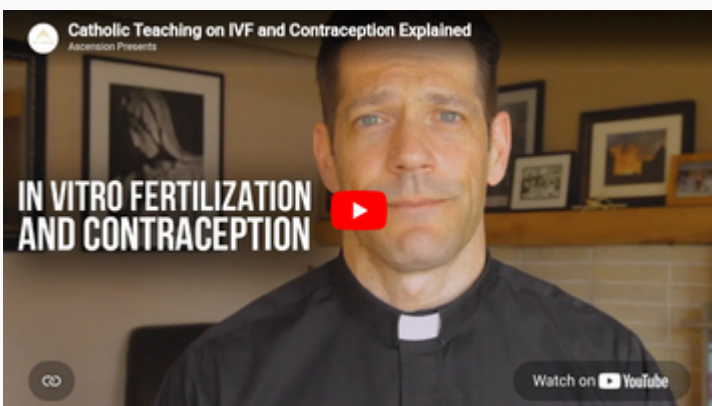 Catholic Teaching on IVF and Contraception Explained
Ascension Presents
IN VITRO FERTILIZATION
AND CONTRACEPTION
Watch on YouTube